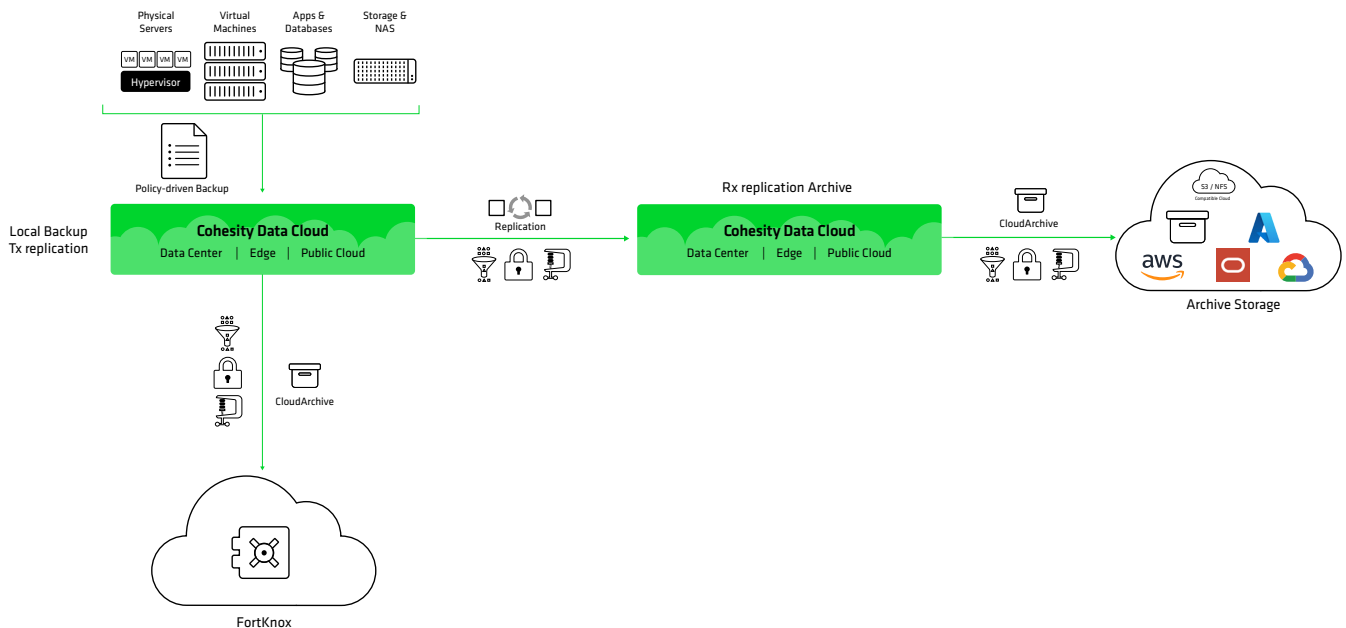 Physical
Servers
Virtual
Machines
Apps &
Databases
Storage &
NAS
VM VM VM VM
Hypervisor
Policy-driven Backup
Local Backup
Tx replication
Cohesity Data Cloud
Data Center | Edge | Public Cloud
Replication
Rx replication Archive
Cohesity Data Cloud
Data Center | Edge | Public Cloud
CloudArchive
S3 / NFS
Compatible Cloud
aws
Archive Storage
CloudArchive
FortKnox